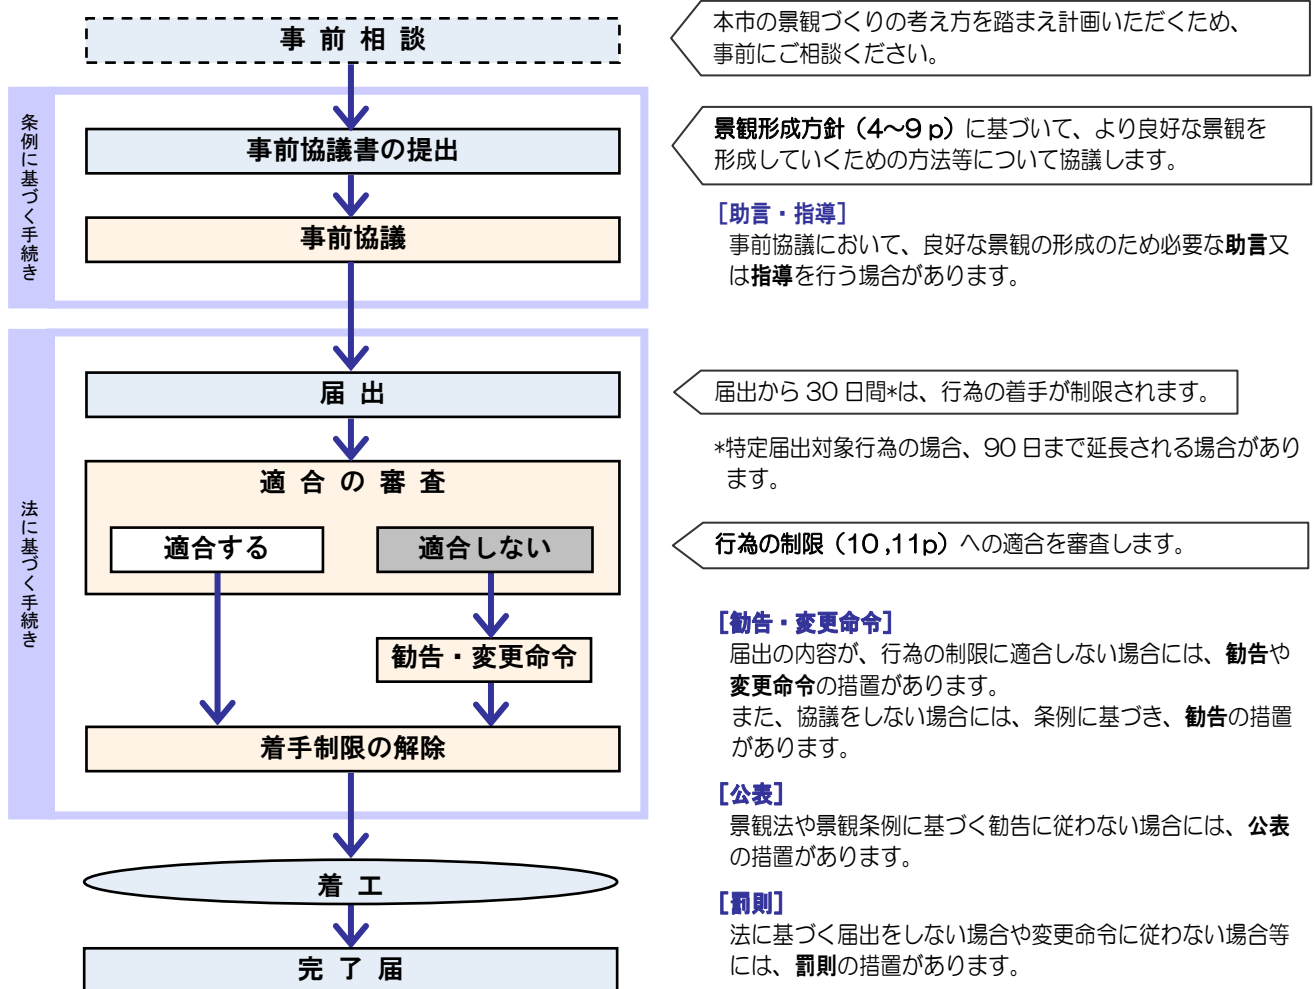 事前相談
本市の景観づくりの考え方を踏まえ計画いただくため、
事前にご相談ください。
条例に基づく手続き
事前協議書の提出
事前協議
景観形成方針（4～9 p）に基づいて、より良好な景観を
形成していくための方法等について協議します。
［助言・指導］
事前協議において、良好な景観の形成のため必要な助言又
は指導を行う場合があります。
法に基づく手続き
届出
届出から 30 日間*は、行為の着手が制限されます。
*特定届出対象行為の場合、90 日まで延長される場合があり
ます。
適合の審査
適合する
適合しない
行為の制限（10 ,11p）への適合を審査します。
勧告・変更命令
［勧告・変更命令］
届出の内容が、行為の制限に適合しない場合には、勧告や
変更命令の措置があります。
また、協議をしない場合には、条例に基づき、勧告の措置
があります。
着手制限の解除
［公表］
景観法や景観条例に基づく勧告に従わない場合には、公表
の措置があります。
着工
［罰則］
法に基づく届出をしない場合や変更命令に従わない場合等
には、罰則の措置があります。
完了届